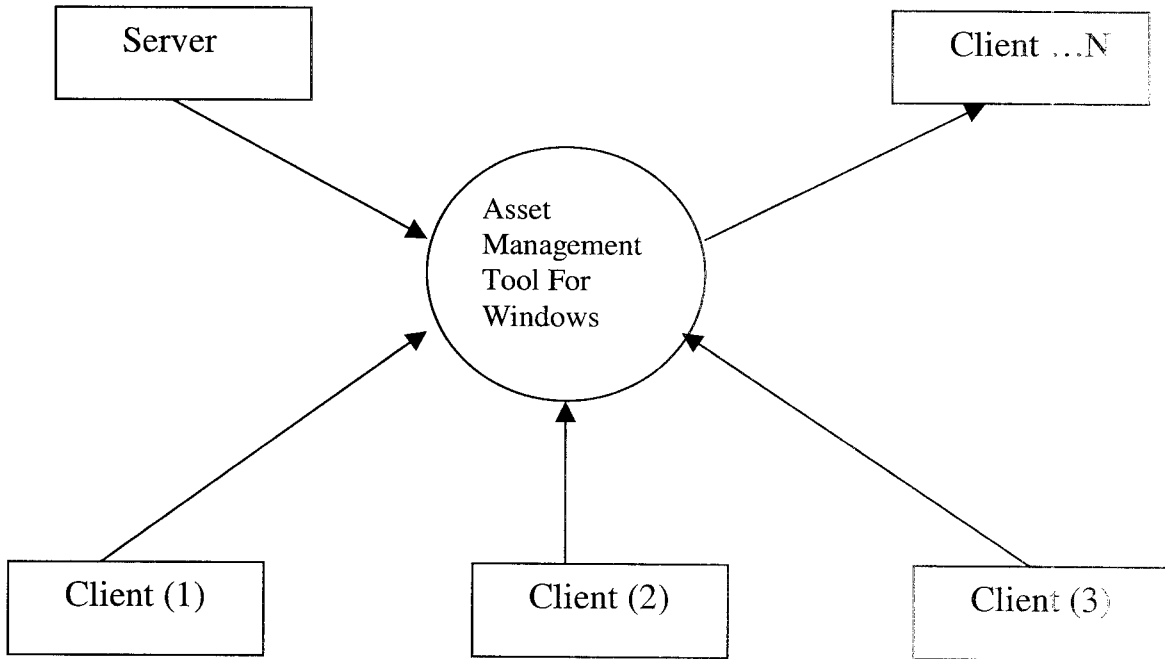 Server
Client ...N
Asset
Management
Tool For
Windows
Client (1)
Client (2)
Client (3)